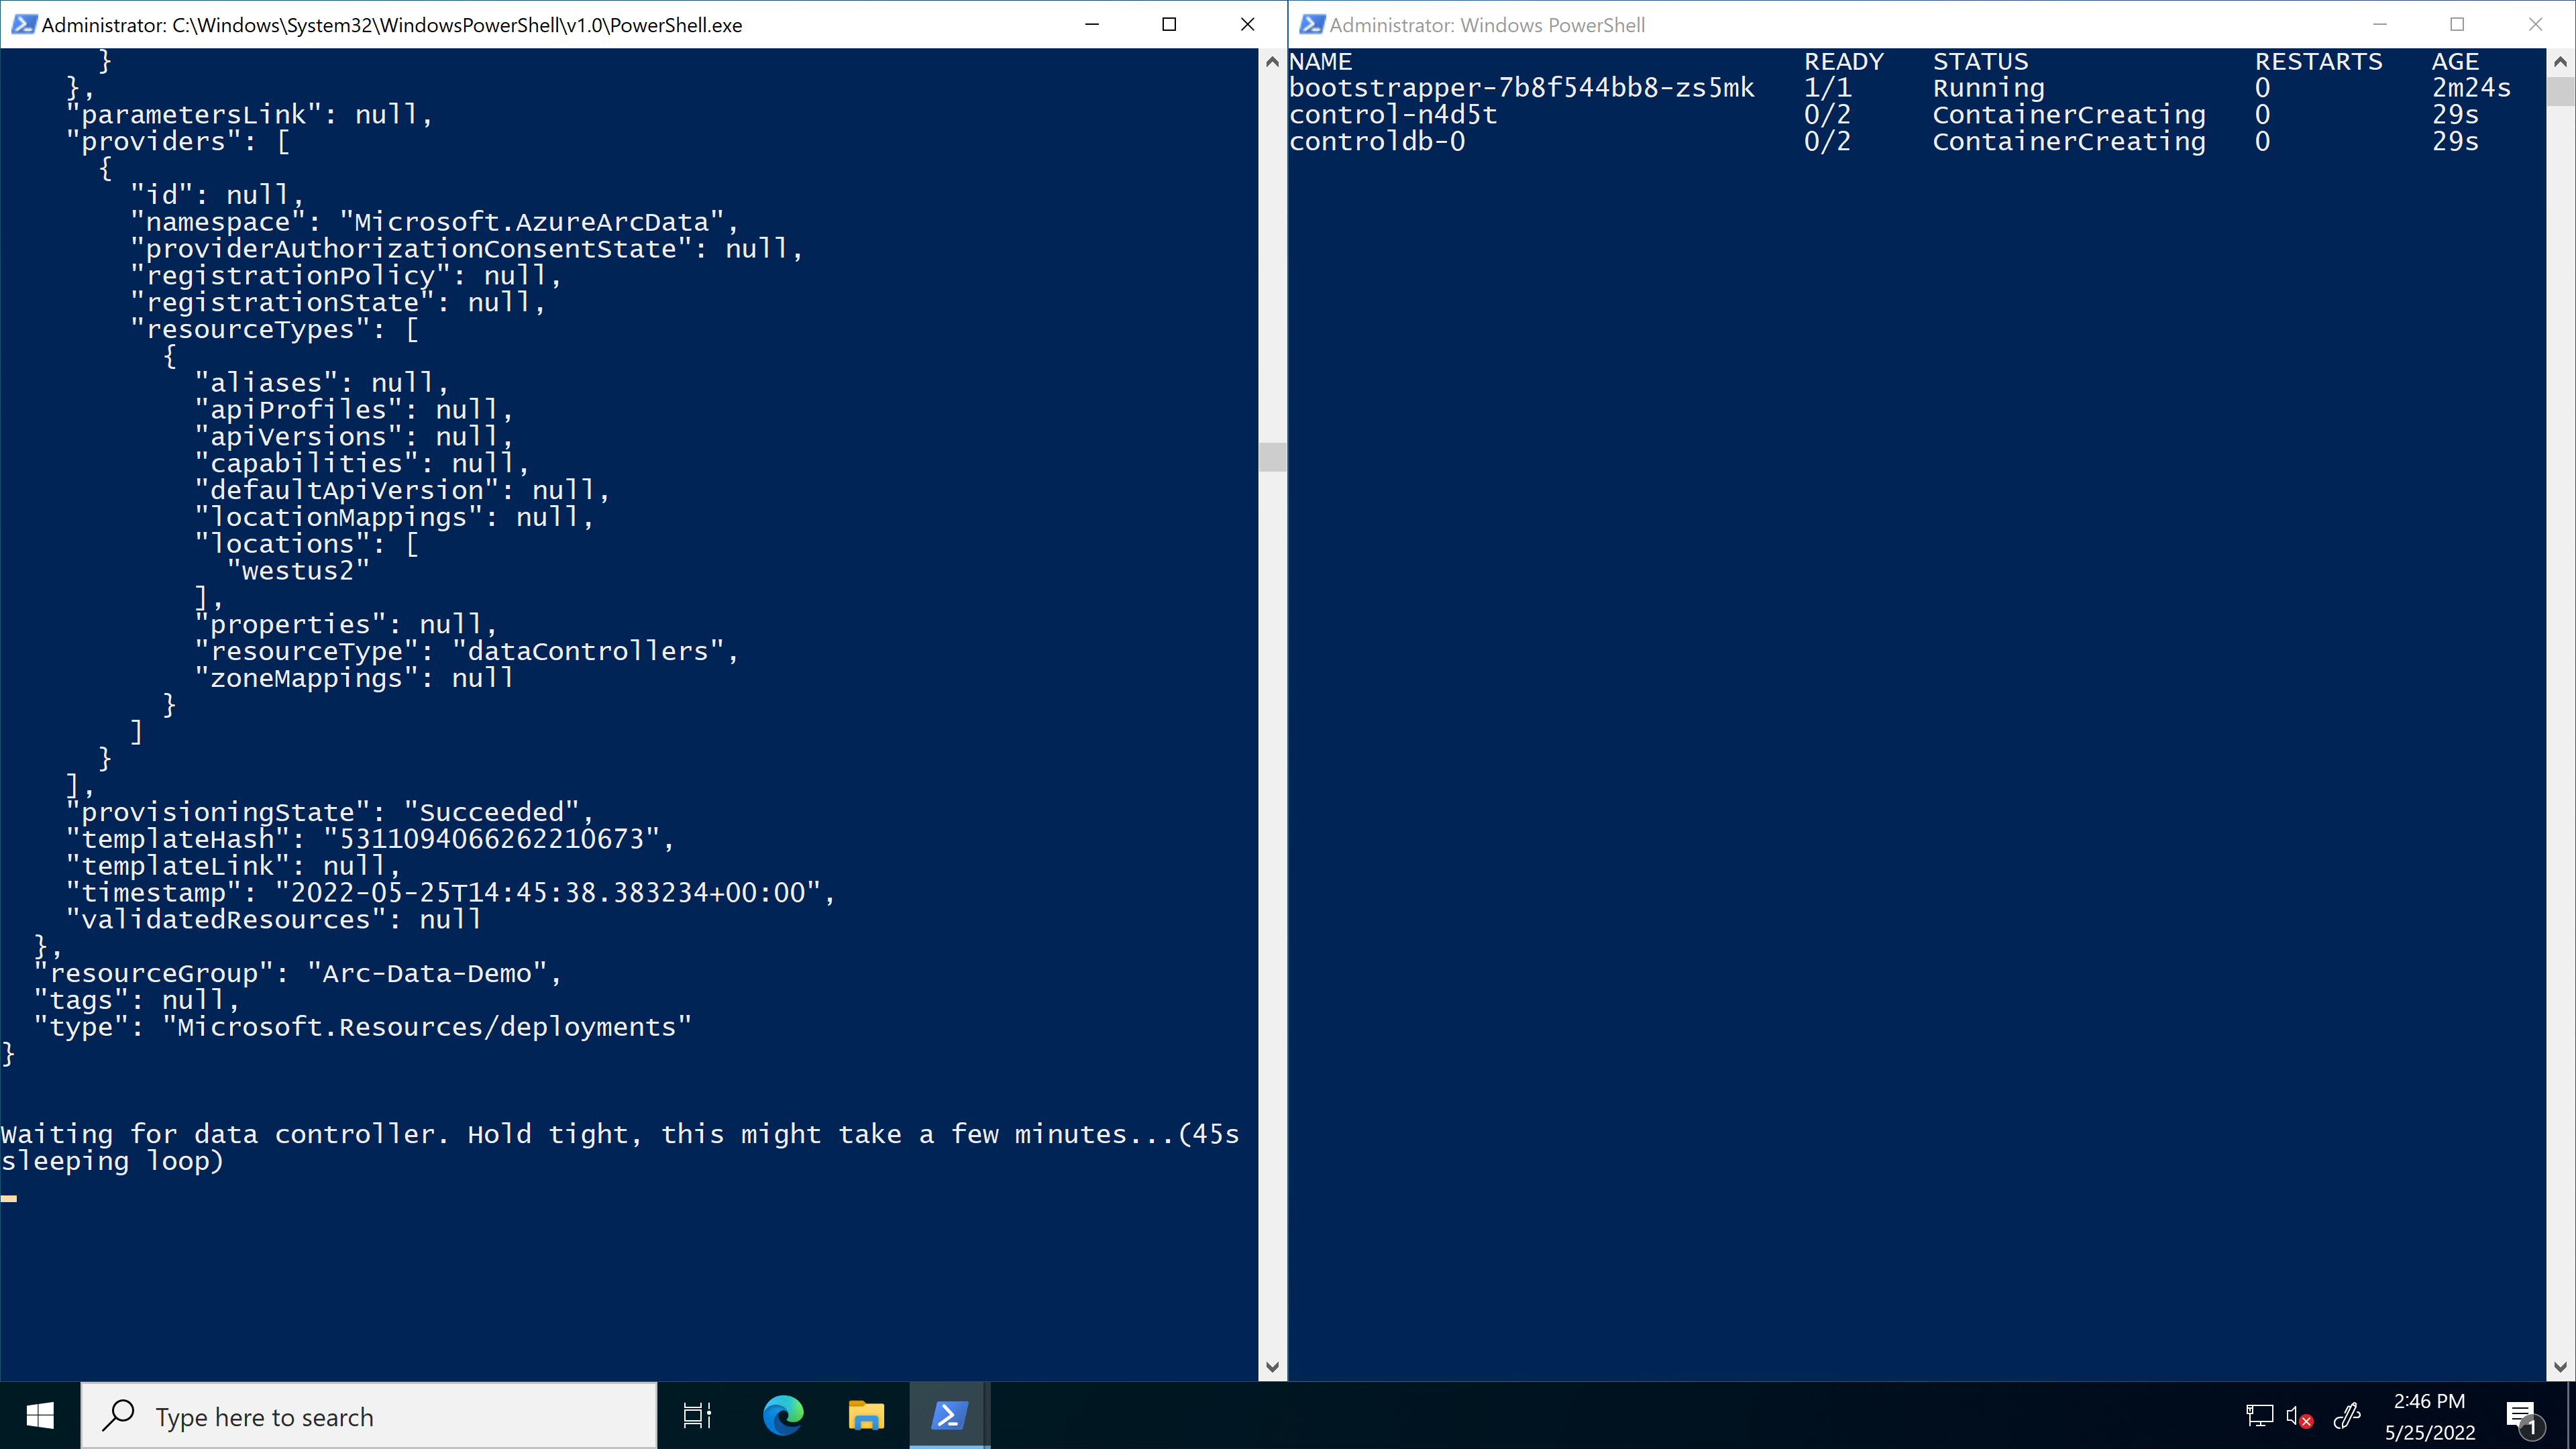 Administrator: C:\Windows\System32\WindowsPowerShell\v1.0\PowerShell.exe
      }
    },
    "parametersLink": null,
    "providers": [
      {
        "id": null,
        "namespace": "Microsoft.AzureArcData",
        "providerAuthorizationConsentState": null,
        "registrationPolicy": null,
        "registrationState": null,
        "resourceTypes": [
          {
            "aliases": null,
            "apiProfiles": null,
            "apiVersions": null,
            "capabilities": null,
            "defaultApiVersion": null,
            "locationMappings": null,
            "locations": [
              "westus2"
            ],
            "properties": null,
            "resourceType": "dataControllers",
            "zoneMappings": null
          }
        ]
      }
    ],
    "provisioningState": "Succeeded",
    "templateHash": "5311094066262210673",
    "templateLink": null,
    "timestamp": "2022-05-25T14:45:38.383234+00:00",
    "validatedResources": null
  },
  "resourceGroup": "Arc-Data-Demo",
  "tags": null,
  "type": "Microsoft.Resources/deployments"
}
Waiting for data controller. Hold tight, this might take a few minutes...(45s
sleeping loop)
Administrator: Windows PowerShell
NAME READY STATUS RESTARTS AGE
bootstrapper-7b8f544bb8-zs5mk 1/1 Running 0 2m24s
control-n4d5t 0/2 ContainerCreating 0 29s
controldb-0 0/2 ContainerCreating 0 29s
Type here to search
2:46 PM
5/25/2022
1